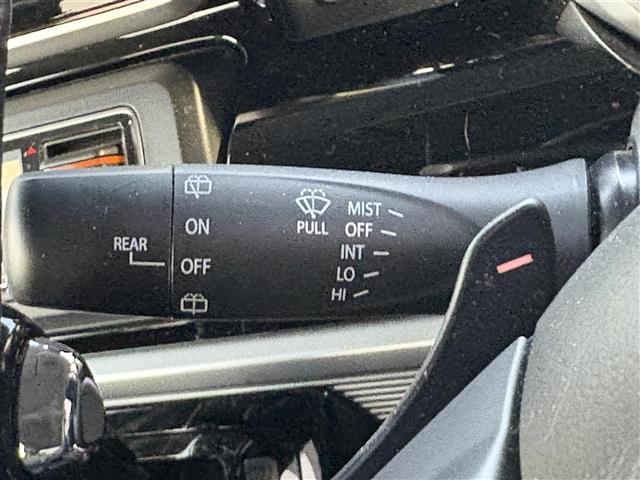 REAR
ON
OFF
PULL
MIST
OFF
INT
LO
HI